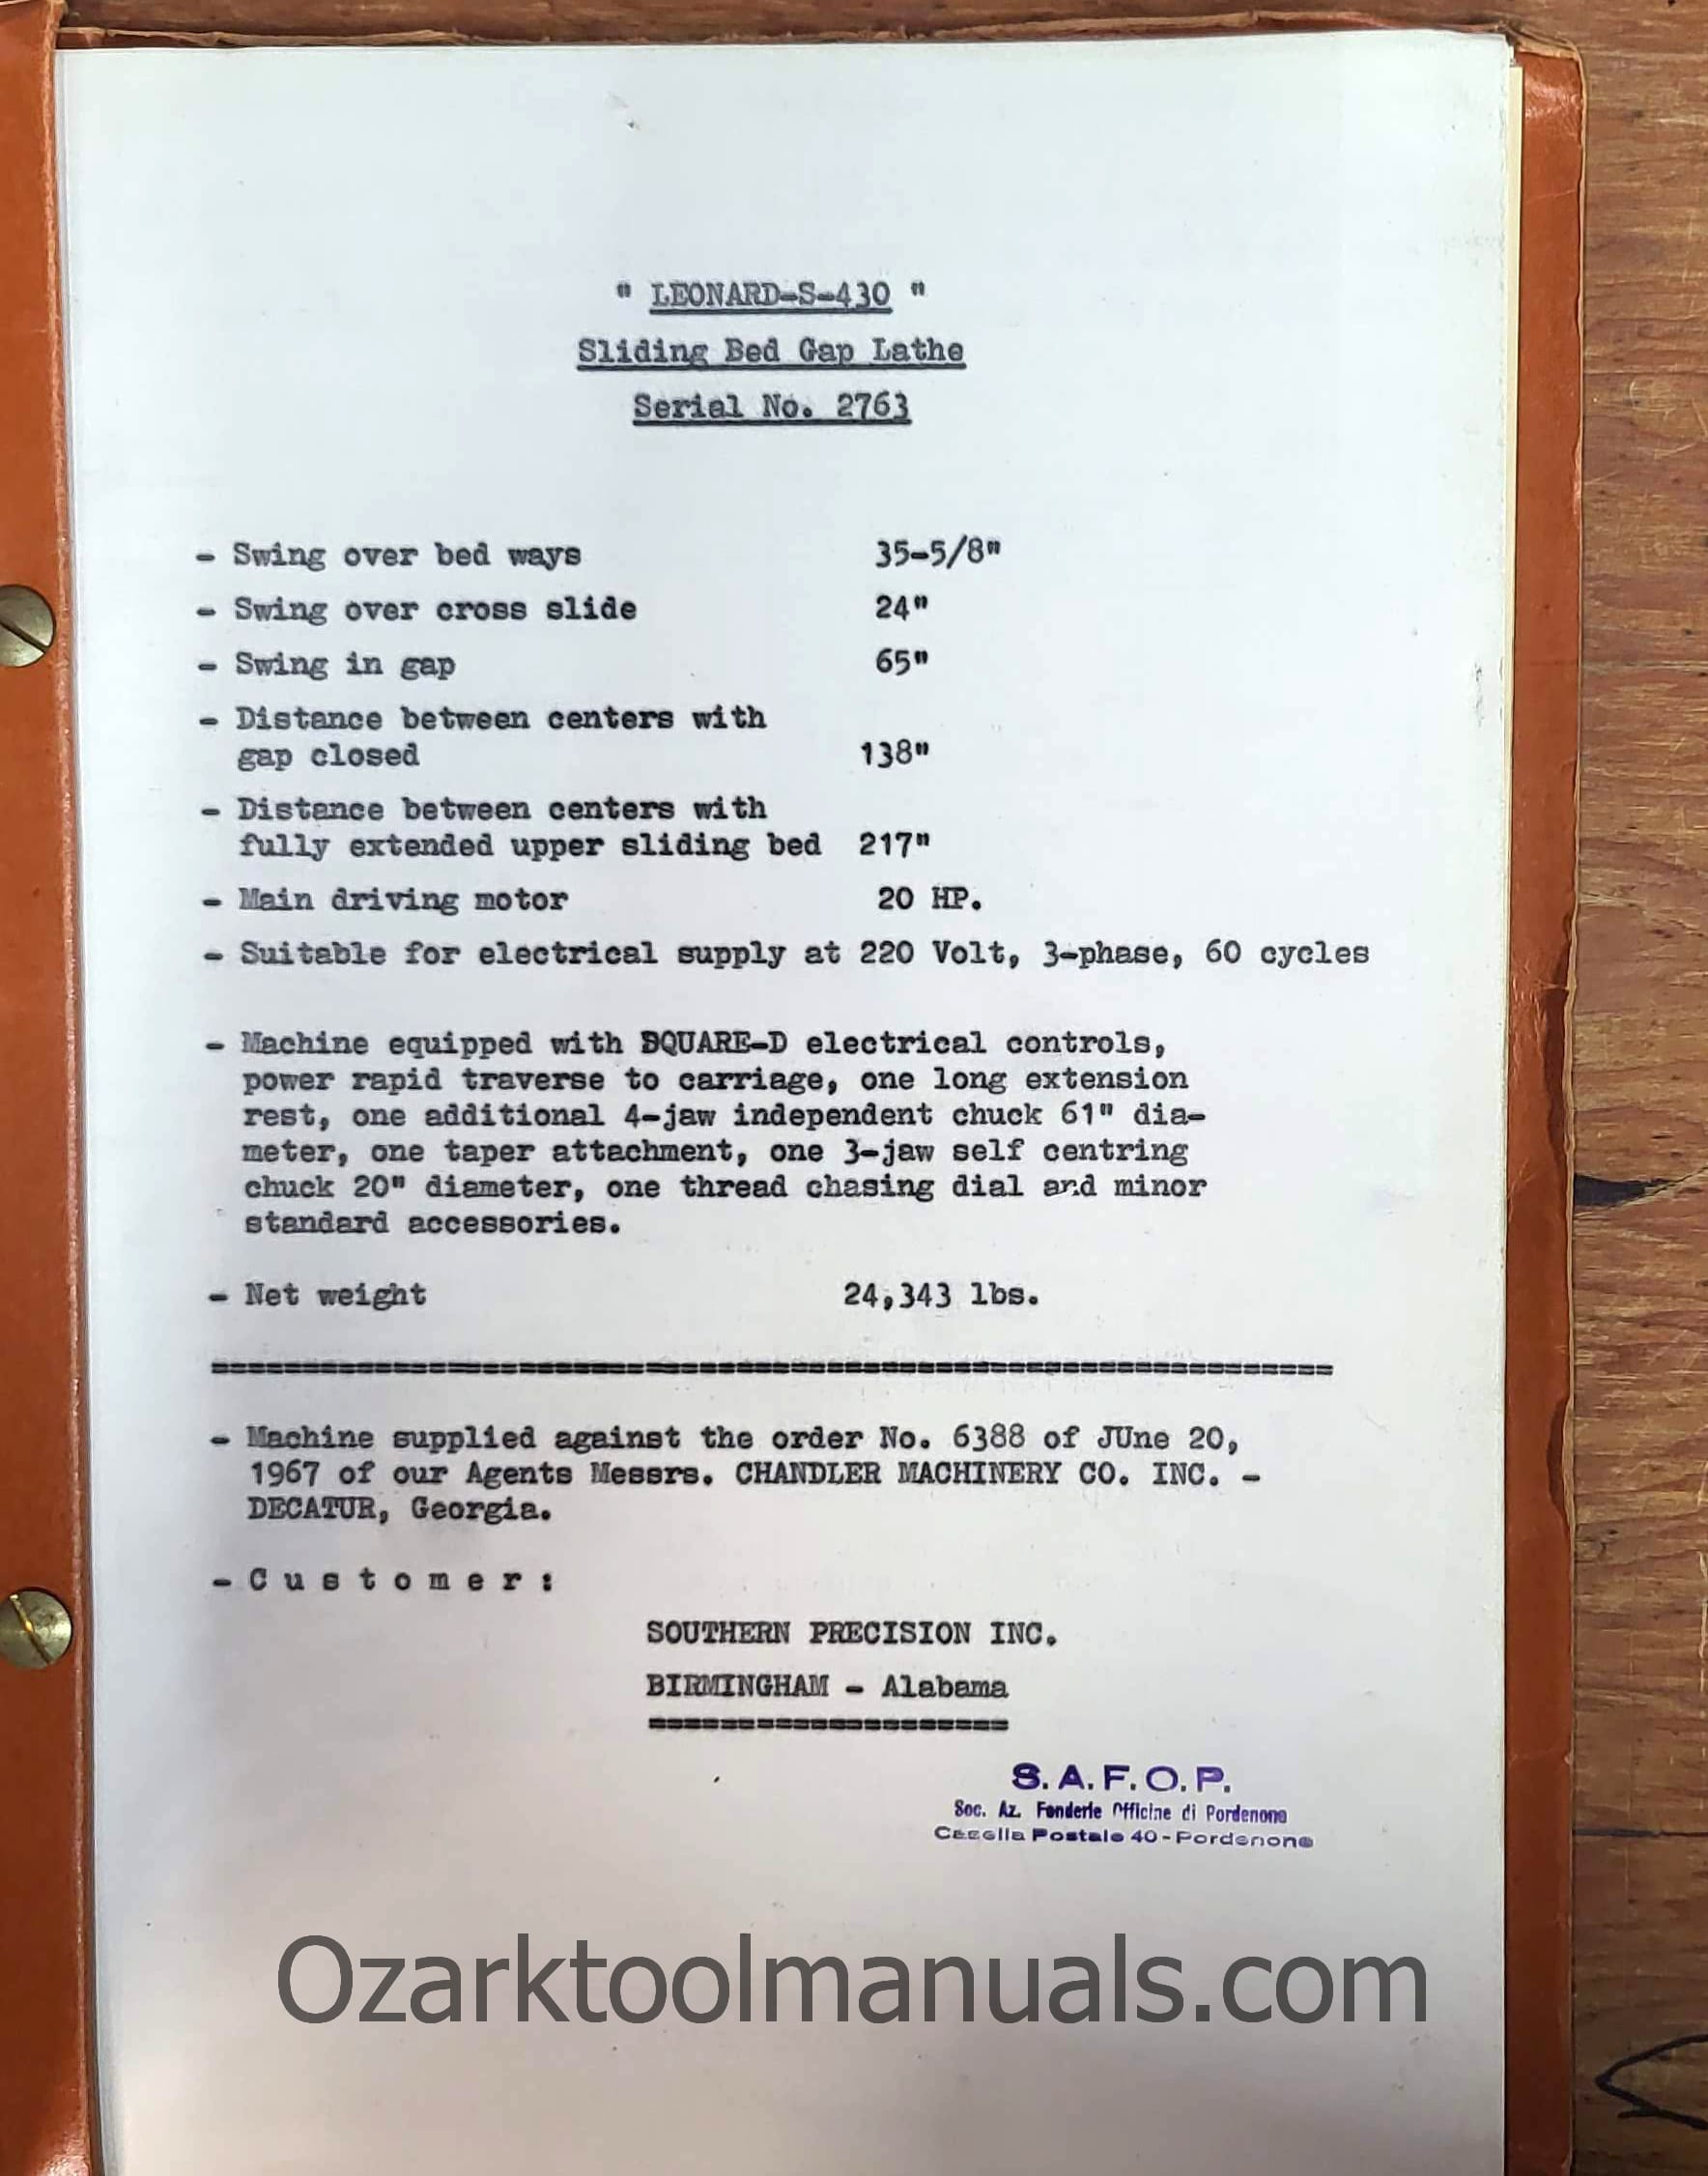 " LEONARD-S-430 "
Sliding Bed Gap Lathe
Serial No. 2763
- Swing over bed ways 35-5/8"
- Swing over cross slide 24"
- Swing in gap 65"
- Distance between centers with
gap closed 138"
- Distance between centers with
fully extended upper sliding bed 217"
- Main driving motor 20 HP.
- Suitable for electrical supply at 220 Volt, 3-phase, 60 cycles
- Machine equipped with SQUARE-D electrical controls,
power rapid traverse to carriage, one long extension
rest, one additional 4-jaw independent chuck 61" dia-
meter, one taper attachment, one 3-jaw self centring
chuck 20" diameter, one thread chasing dial and minor
standard accessories.
- Net weight 24,343 lbs.
==============================================================
- Machine supplied against the order No. 6388 of JUne 20,
1967 of our Agents Messrs. CHANDLER MACHINERY CO. INC. -
DECATUR, Georgia.
- C u s t o m e r :
SOUTHERN PRECISION INC.
BIRMINGHAM - Alabama
====================
S.A.F.O.P.
Soc. Az. Fonderie Officine di Pordenone
Casella Postale 40 - Pordenone
Ozarktoolmanuals.com